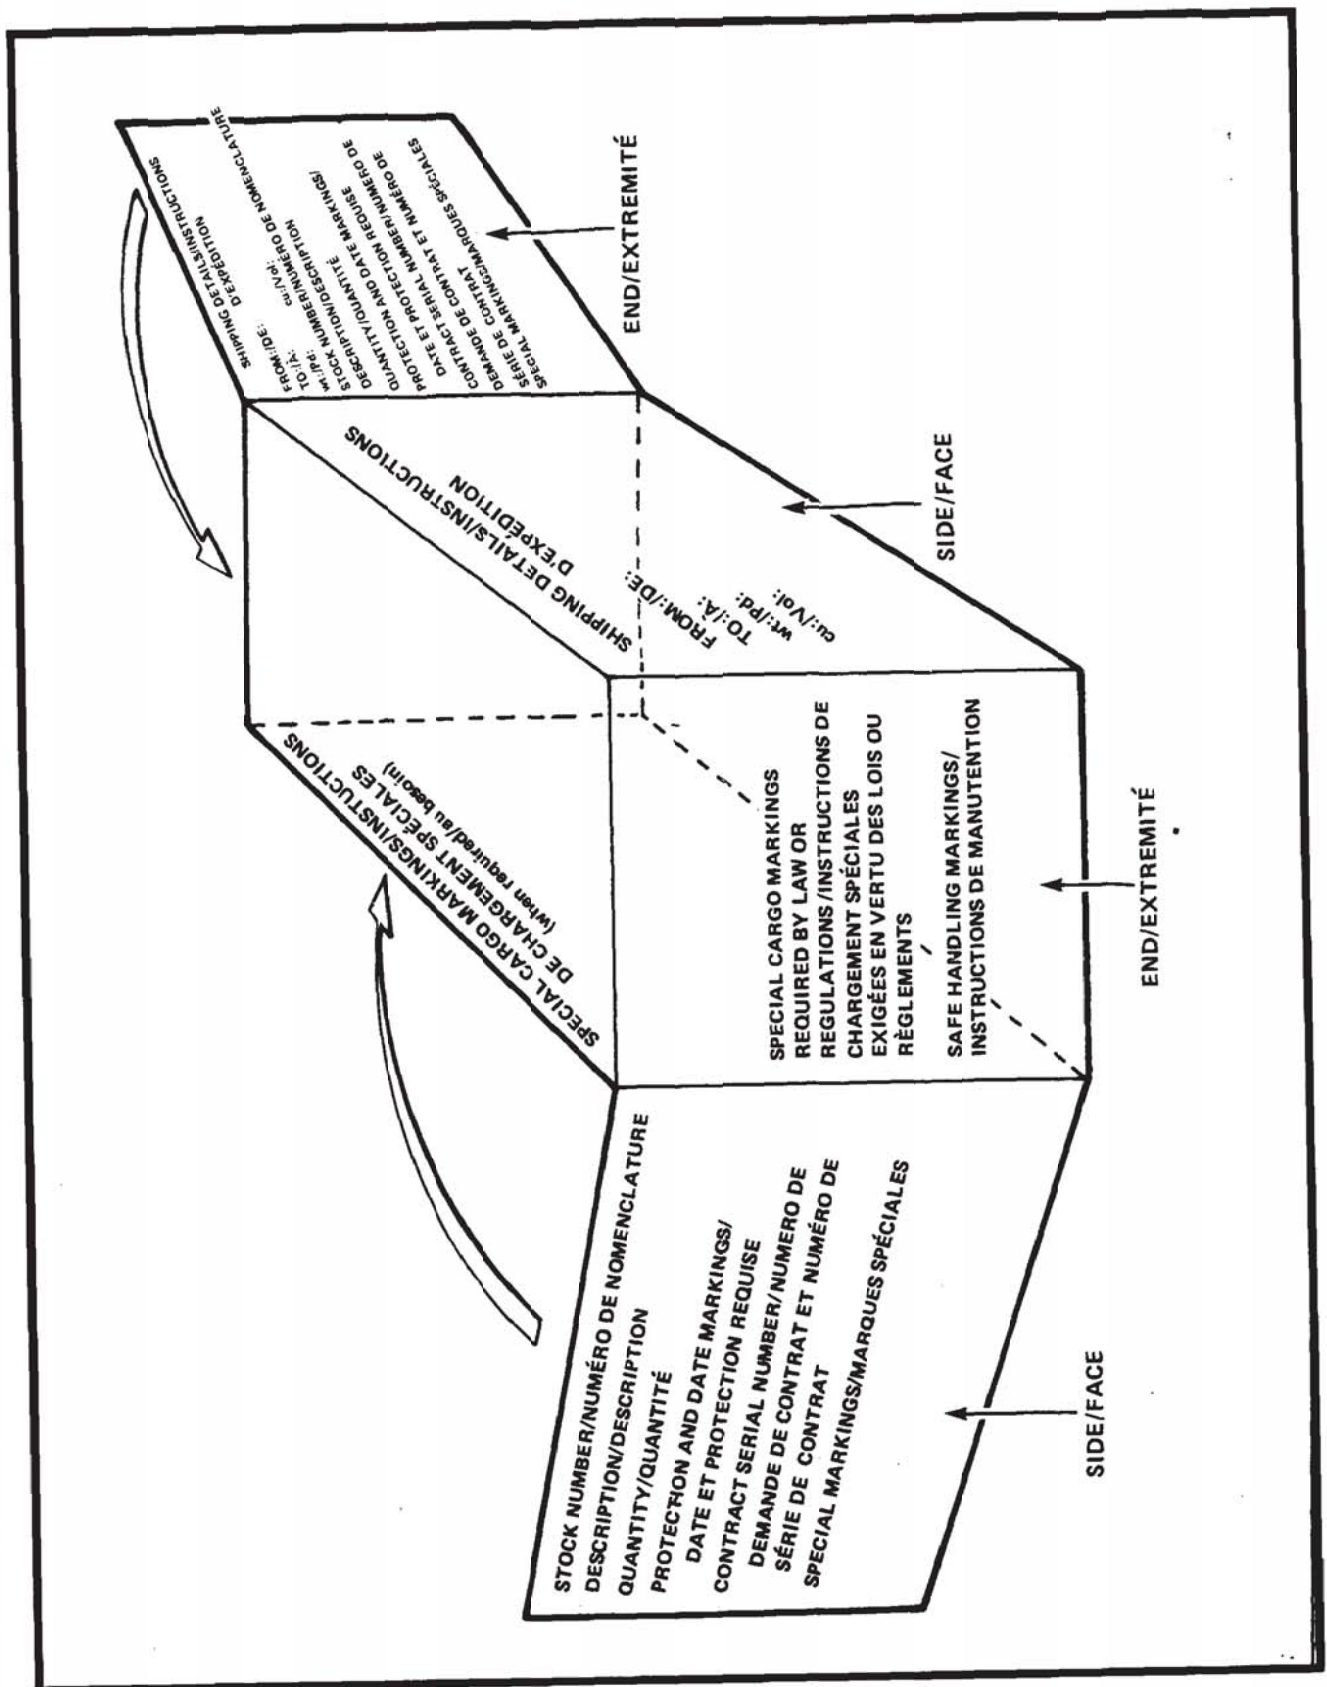 STOCK NUMBER/NUMÉRO DE NOMENCLATURE
DESCRIPTION/DESCRIPTION
QUANTITY/QUANTITÉ
PROTECTION AND DATE MARKINGS/
DATE ET PROTECTION REQUISE
CONTRACT SERIAL NUMBER/NUMERO DE
DEMANDE DE CONTRAT ET NUMÉRO DE
SÉRIE DE CONTRAT
SPECIAL MARKINGS/MARQUES SPÉCIALES
SIDE/FACE
SPECIAL CARGO MARKINGS/INSTUCTIONS
DE CHARGEMENT SPÉCIALES
(when required/au besoin)
SPECIAL CARGO MARKINGS
REQUIRED BY LAW OR
REGULATIONS/INSTRUCTIONS DE
CHARGEMENT SPÉCIALES
EXIGÉES EN VERTU DES LOIS OU
RÈGLEMENTS
SAFE HANDLING MARKINGS/
INSTRUCTIONS DE MANUTENTION
END/EXTREMITÉ
SHIPPING DETAILS/INSTRUCTIONS
D'EXPÉDITION
FROM:/DE:
TO:/À:
wt:/Pd:
cu:/Vol:
SIDE/FACE
SHIPPING DETAILS/INSTRUCTIONS
D'EXPÉDITION
FROM:/DE:
TO:/À:
wt:/Pd: cu:/Vol:
STOCK NUMBER/NUMÉRO DE NOMENCLATURE
DESCRIPTION/DESCRIPTION
QUANTITY/QUANTITÉ
PROTECTION AND DATE MARKINGS/
DATE ET PROTECTION REQUISE
CONTRACT SERIAL NUMBER/NUMERO DE
DEMANDE DE CONTRAT ET NUMÉRO DE
SÉRIE DE CONTRAT
SPECIAL MARKINGS/MARQUES SPÉCIALES
END/EXTREMITÉ